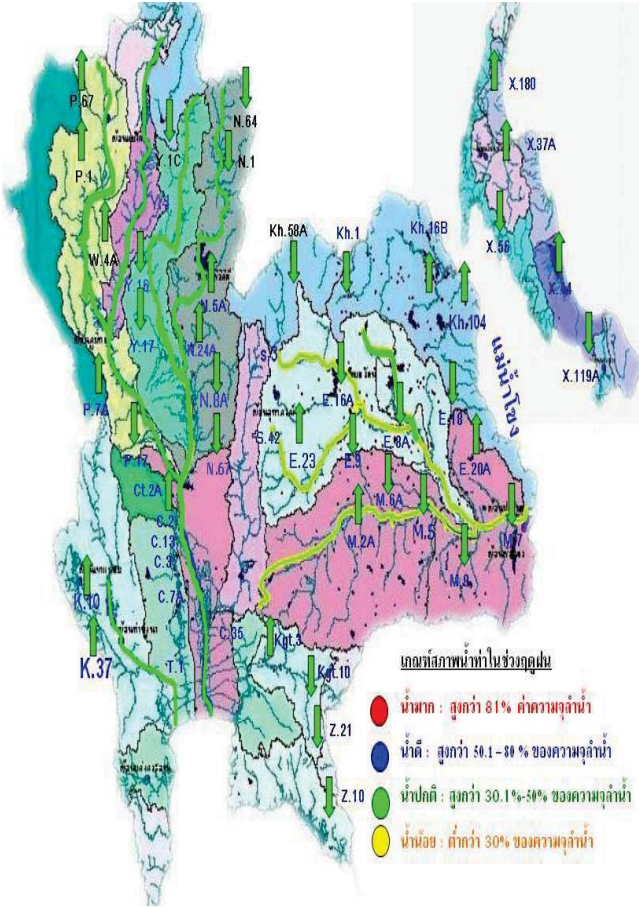 X.180
P.67
N.64
X.37A
Y.1C
N.1
P.1
Kh.58A
Kh.1
Kh.16B
W.4A
X.56
Y.16
N.5A
X.44
Kh.104
แม่น้ำโขง
Y.17
N.24A
S.3
X.119A
P.7A
N.8A
E.16A
E.18
S.42
E.8A
P.17
N.67
E.23
E.9
E.20A
Ct.2A
M.6A
C.2
M.2A
M.5
M.7
C.13
C.3
M.9
K.10
C.7A
C.35
Kgt.3
K.37
T.1
Kgt.10
Z.21
Z.10
เกณฑ์สภาพน้ำท่าในช่วงฤดูฝน
น้ำมาก : สูงกว่า 81% ค่าความจุลำน้ำ
น้ำดี : สูงกว่า 50.1 - 80 % ของความจุลำน้ำ
น้ำปกติ : สูงกว่า 30.1%-50% ของความจุลำน้ำ
น้ำน้อย : ต่ำกว่า 30% ของความจุลำน้ำ